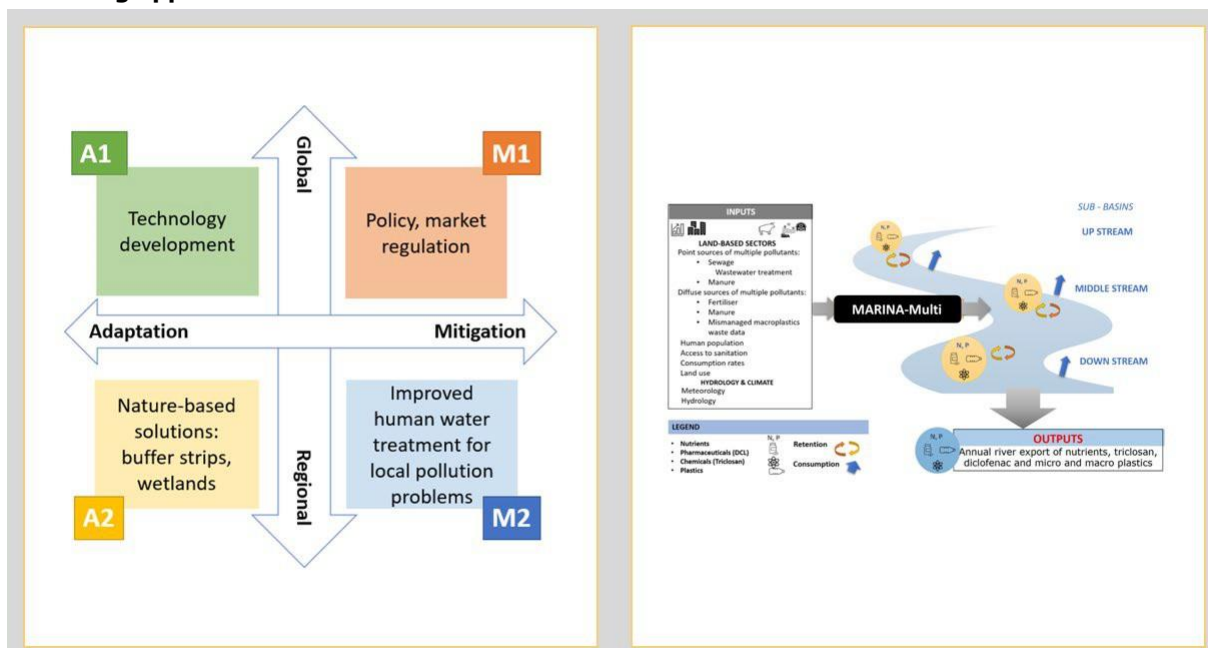 A1
Technology
development
Global
M1
Policy, market
regulation
Adaptation
Mitigation
Nature-based
solutions:
buffer strips,
wetlands
A2
Regional
Improved
human water
treatment for
local pollution
problems
M2
INPUTS
LAND-BASED SECTORS
Point sources of multiple pollutants:
• Sewage
Wastewater treatment
• Manure
Diffuse sources of multiple pollutants:
• Fertiliser
• Manure
• Mismanaged macroplastics
waste data
Human population
Access to sanitation
Consumption rates
Land use
HYDROLOGY & CLIMATE
Meteorology
Hydrology
MARINA-Multi
SUB - BASINS
UP STREAM
N, P
MIDDLE STREAM
N, P
DOWN STREAM
N, P
LEGEND
• Nutrients
• Pharmaceuticals (DCL)
• Chemicals (Triclosan)
• Plastics
N, P
Retention
Consumption
N, P
OUTPUTS
Annual river export of nutrients, triclosan,
diclofenac and micro and macro plastics